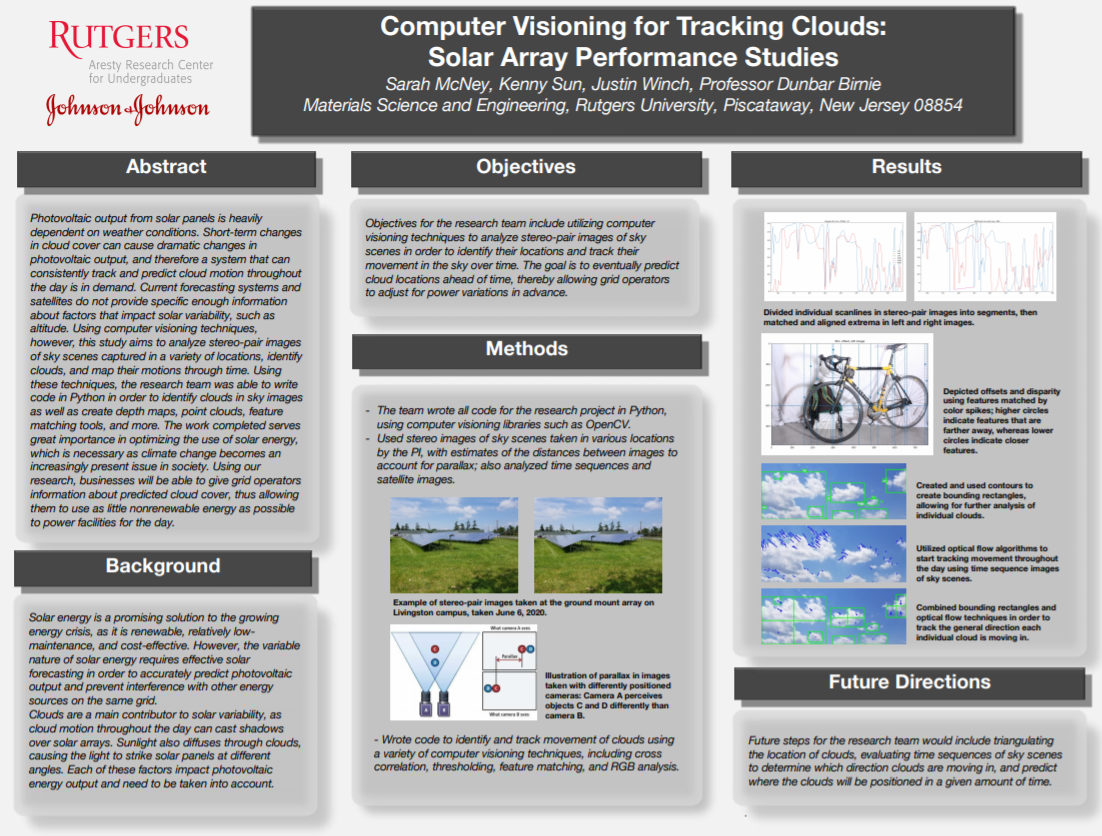 RUTGERS
Aresty Research Center
for Undergraduates
Johnson & Johnson
Computer Visioning for Tracking Clouds:
Solar Array Performance Studies
Sarah McNey, Kenny Sun, Justin Winch, Professor Dunbar Birnie
Materials Science and Engineering, Rutgers University, Piscataway, New Jersey 08854
Abstract
Photovoltaic output from solar panels is heavily
dependent on weather conditions. Short-term changes
in cloud cover can cause dramatic changes in
photovoltaic output, and therefore a system that can
consistently track and predict cloud motion throughout
the day is in demand. Current forecasting systems and
satellites do not provide specific enough information
about factors that impact solar variability, such as
altitude. Using computer visioning techniques,
however, this study aims to analyze stereo-pair images
of sky scenes captured in a variety of locations, identify
clouds, and map their motions through time. Using
these techniques, the research team was able to write
code in Python in order to identify clouds in sky images
as well as create depth maps, point clouds, feature
matching tools, and more. The work completed serves
great importance in optimizing the use of solar energy,
which is necessary as climate change becomes an
increasingly present issue in society. Using our
research, businesses will be able to give grid operators
information about predicted cloud cover, thus allowing
them to use as little nonrenewable energy as possible
to power facilities for the day.
Background
Solar energy is a promising solution to the growing
energy crisis, as it is renewable, relatively low-
maintenance, and cost-effective. However, the variable
nature of solar energy requires effective solar
forecasting in order to accurately predict photovoltaic
output and prevent interference with other energy
sources on the same grid.
Clouds are a main contributor to solar variability, as
cloud motion throughout the day can cast shadows
over solar arrays. Sunlight also diffuses through clouds,
causing the light to strike solar panels at different
angles. Each of these factors impact photovoltaic
energy output and need to be taken into account.
Objectives
Objectives for the research team include utilizing computer
visioning techniques to analyze stereo-pair images of sky
scenes in order to identify their locations and track their
movement in the sky over time. The goal is to eventually predict
cloud locations ahead of time, thereby allowing grid operators
to adjust for power variations in advance.
Methods
- The team wrote all code for the research project in Python,
using computer visioning libraries such as OpenCV.
- Used stereo images of sky scenes taken in various locations
by the PI, with estimates of the distances between images to
account for parallax; also analyzed time sequences and
satellite images.
Example of stereo-pair images taken at the ground mount array on
Livingston campus, taken June 6, 2020.
What camera A sees
C
D
C D
Parallax
D C
A
B
What camera B sees
Illustration of parallax in images
taken with differently positioned
cameras: Camera A perceives
objects C and D differently than
camera B.
- Wrote code to identify and track movement of clouds using
a variety of computer visioning techniques, including cross
correlation, thresholding, feature matching, and RGB analysis.
Results
Divided individual scanlines in stereo-pair images into segments, then
matched and aligned extrema in left and right images.
Depicted offsets and disparity
using features matched by
color spikes; higher circles
indicate features that are
farther away, whereas lower
circles indicate closer
features.
Created and used contours to
create bounding rectangles,
allowing for further analysis of
individual clouds.
Utilized optical flow algorithms to
start tracking movement throughout
the day using time sequence images
of sky scenes.
Combined bounding rectangles and
optical flow techniques in order to
track the general direction each
individual cloud is moving in.
Future Directions
Future steps for the research team would include triangulating
the location of clouds, evaluating time sequences of sky scenes
to determine which direction clouds are moving in, and predict
where the clouds will be positioned in a given amount of time.
.